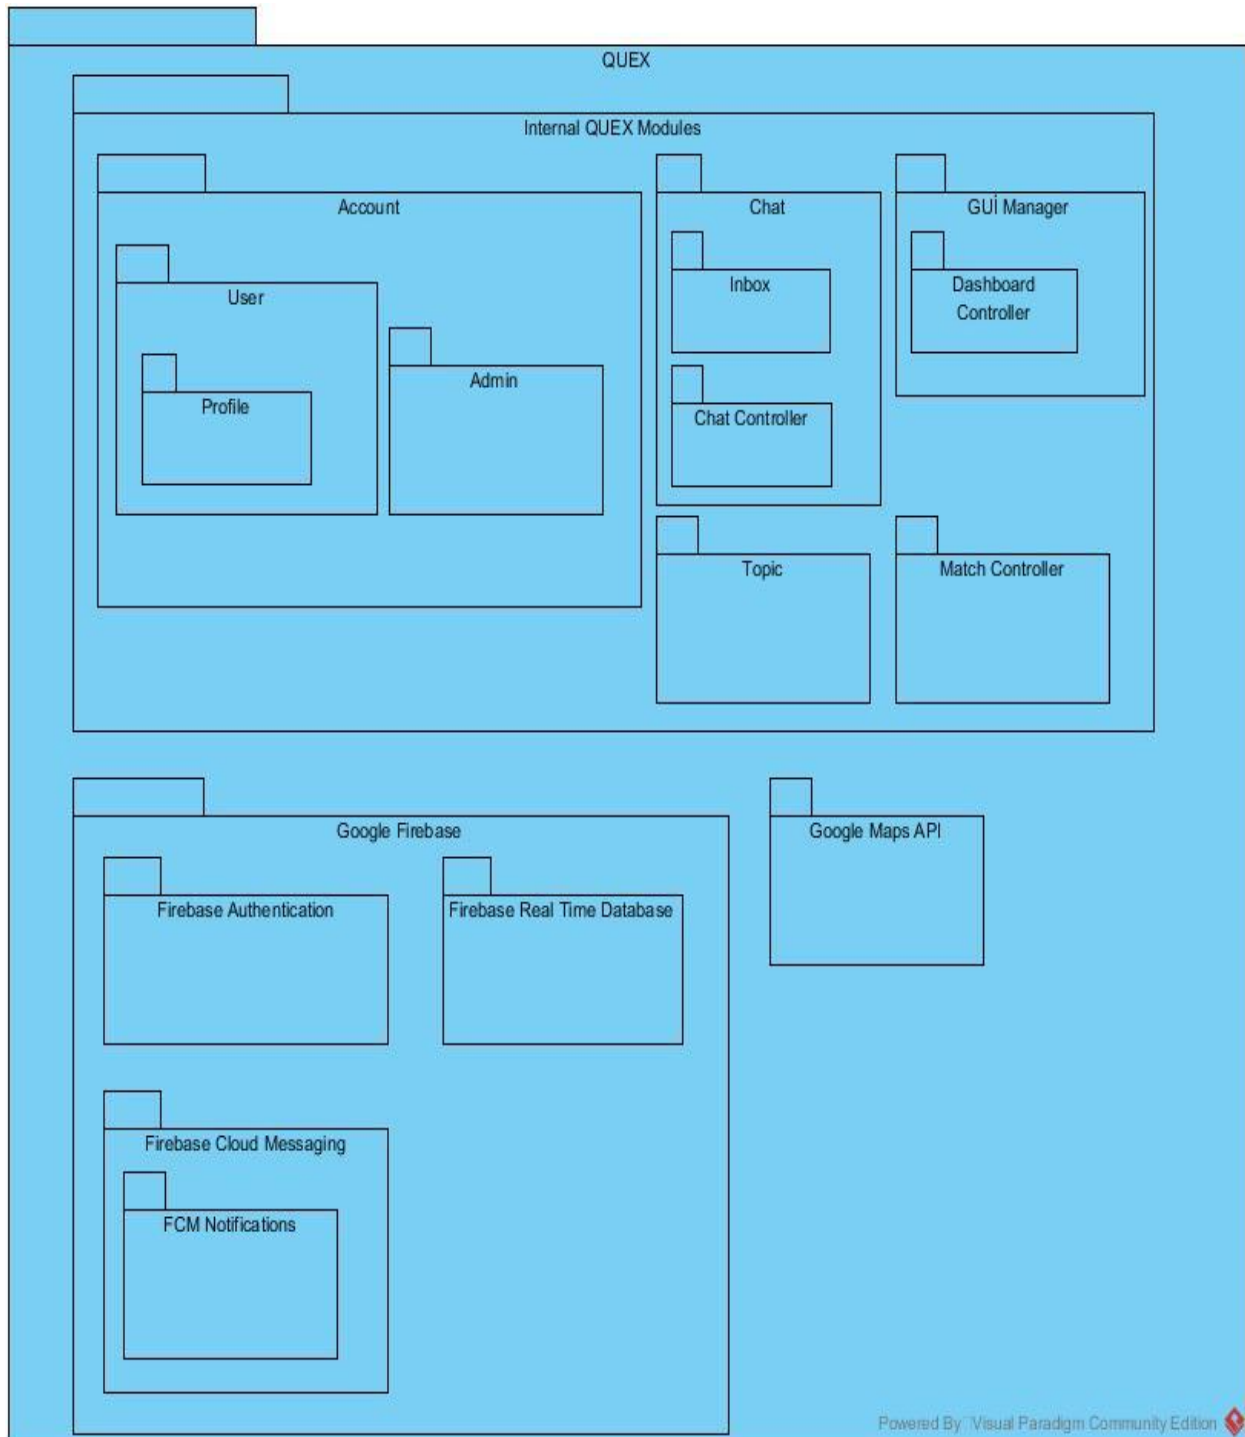 QUEX
Internal QUEX Modules
Account
Chat
GUİ Manager
User
Inbox
Dashboard
Controller
Profile
Admin
Chat Controller
Topic
Match Controller
Google Firebase
Google Maps API
Firebase Authentication
Firebase Real Time Database
Firebase Cloud Messaging
FCM Notifications
Powered By Visual Paradigm Community Edition